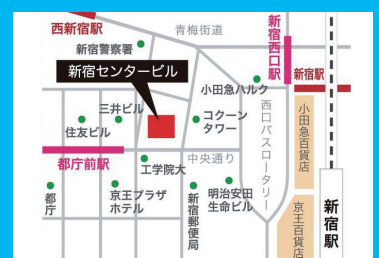 西新宿駅
青梅街道
新宿警察署
新宿西口駅
新宿センタービル
小田急ハルク
新宿駅
三井ビル
コクーン
タワー
住友ビル
西口バスロータリー
小田急百貨店
都庁前駅
工学院大
中央通り
都庁
京王プラザ
ホテル
新宿郵便局
明治安田
生命ビル
京王百貨店
新宿駅